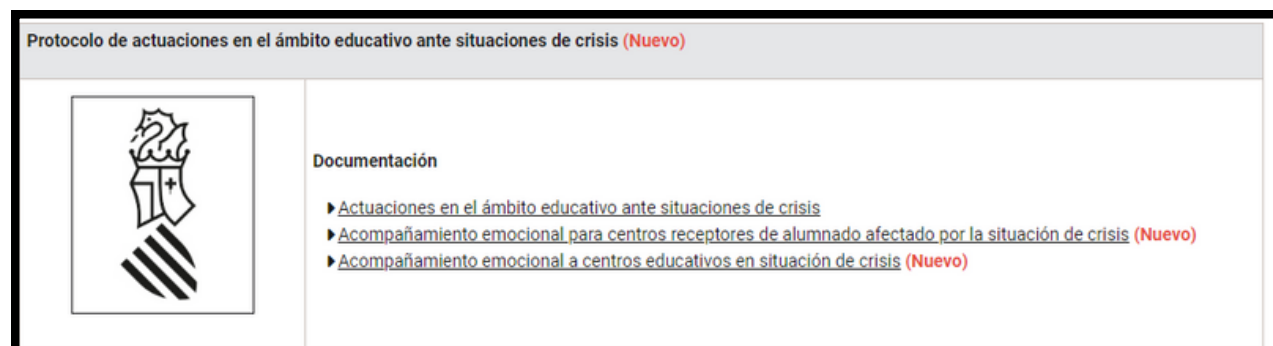 Protocolo de actuaciones en el ámbito educativo ante situaciones de crisis (Nuevo)
Documentación
Actuaciones en el ámbito educativo ante situaciones de crisis
Acompañamiento emocional para centros receptores de alumnado afectado por la situación de crisis (Nuevo)
Acompañamiento emocional a centros educativos en situación de crisis (Nuevo)